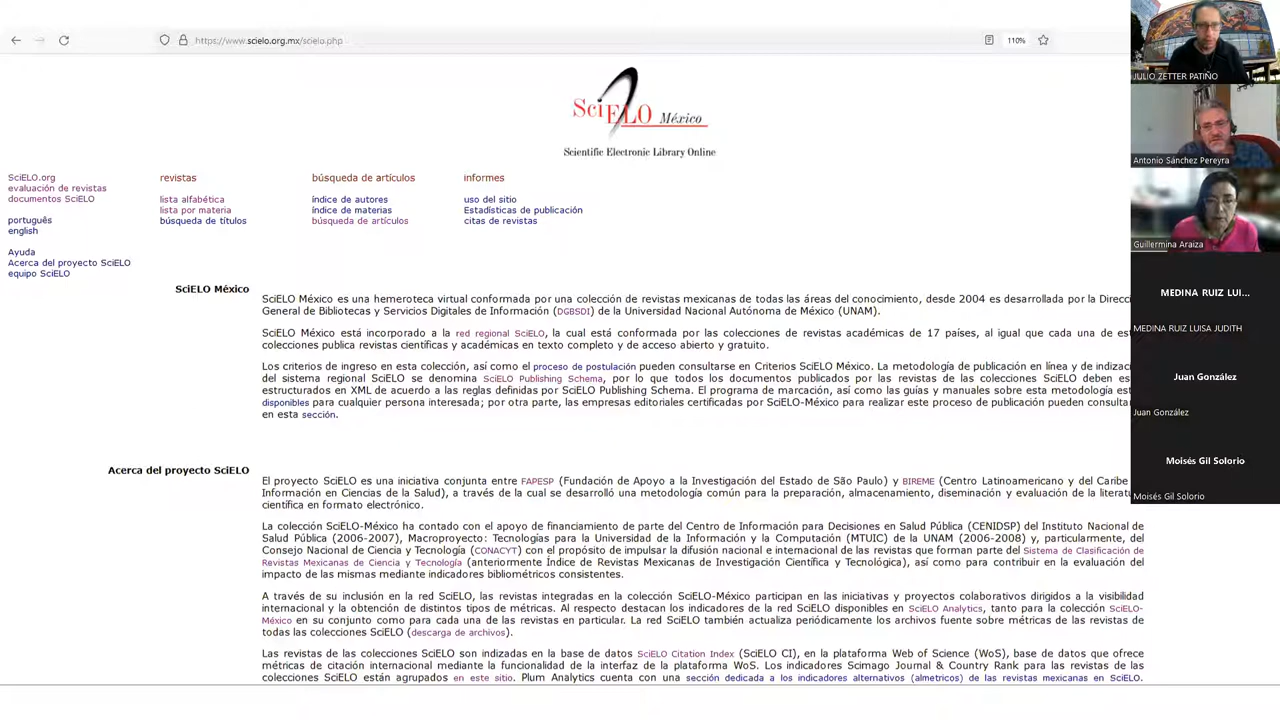 https://www.scielo.org.mx/scielo.php
110%
SciELO México
Scientific Electronic Library Online
SciELO.org
evaluación de revistas
documentos SciELO
português
english
Ayuda
Acerca del proyecto SciELO
equipo SciELO
revistas
lista alfabética
lista por materia
búsqueda de títulos
búsqueda de artículos
índice de autores
índice de materias
búsqueda de artículos
informes
uso del sitio
Estadísticas de publicación
citas de revistas
SciELO México
SciELO México es una hemeroteca virtual conformada por una colección de revistas mexicanas de todas las áreas del conocimiento, desde 2004 es desarrollada por la Direcc
General de Bibliotecas y Servicios Digitales de Información (DGBSDI) de la Universidad Nacional Autónoma de México (UNAM).
SciELO México está incorporado a la red regional SciELO, la cual está conformada por las colecciones de revistas académicas de 17 países, al igual que cada una de est
colecciones publica revistas científicas y académicas en texto completo y de acceso abierto y gratuito.
Los criterios de ingreso en esta colección, así como el proceso de postulación pueden consultarse en Criterios SciELO México. La metodología de publicación en línea y de indizaci
del sistema regional SciELO se denomina SciELO Publishing Schema, por lo que todos los documentos publicados por las revistas de las colecciones SciELO deben es
estructurados en XML de acuerdo a las reglas definidas por SciELO Publishing Schema. El programa de marcación, así como las guías y manuales sobre esta metodología est
disponibles para cualquier persona interesada; por otra parte, las empresas editoriales certificadas por SciELO-México para realizar este proceso de publicación pueden consultar
en esta sección.
Acerca del proyecto SciELO
El proyecto SciELO es una iniciativa conjunta entre FAPESP (Fundación de Apoyo a la Investigación del Estado de São Paulo) y BIREME (Centro Latinoamericano y del Caribe
Información en Ciencias de la Salud), a través de la cual se desarrolló una metodología común para la preparación, almacenamiento, diseminación y evaluación de la literatu
científica en formato electrónico.
La colección SciELO-México ha contado con el apoyo de financiamiento de parte del Centro de Información para Decisiones en Salud Pública (CENIDSP) del Instituto Nacional de
Salud Pública (2006-2007), Macroproyecto: Tecnologías para la Universidad de la Información y la Computación (MTUIC) de la UNAM (2006-2008) y, particularmente, del
Consejo Nacional de Ciencia y Tecnología (CONACYT) con el propósito de impulsar la difusión nacional e internacional de las revistas que forman parte del Sistema de Clasificación de
Revistas Mexicanas de Ciencia y Tecnología (anteriormente Índice de Revistas Mexicanas de Investigación Científica y Tecnológica), así como para contribuir en la evaluación del
impacto de las mismas mediante indicadores bibliométricos consistentes.
A través de su inclusión en la red SciELO, las revistas integradas en la colección SciELO-México participan en las iniciativas y proyectos colaborativos dirigidos a la visibilidad
internacional y la obtención de distintos tipos de métricas. Al respecto destacan los indicadores de la red SciELO disponibles en SciELO Analytics, tanto para la colección SciELO-
México en su conjunto como para cada una de las revistas en particular. La red SciELO también actualiza periódicamente los archivos fuente sobre métricas de las revistas de
todas las colecciones SciELO (descarga de archivos).
Las revistas de las colecciones SciELO son indizadas en la base de datos SciELO Citation Index (SciELO CI), en la plataforma Web of Science (WoS), base de datos que ofrece
métricas de citación internacional mediante la funcionalidad de la interfaz de la plataforma WoS. Los indicadores Scimago Journal & Country Rank para las revistas de las
colecciones SciELO están agrupados en este sitio. Plum Analytics cuenta con una sección dedicada a los indicadores alternativos (almetricos) de las revistas mexicanas en SciELO.
JULIO ZETTER PATIÑO
Antonio Sánchez Pereyra
Guillermina Araiza
MEDINA RUIZ LUI...
MEDINA RUIZ LUISA JUDITH
Juan González
Juan González
Moisés Gil Solorio
Moisés Gil Solorio